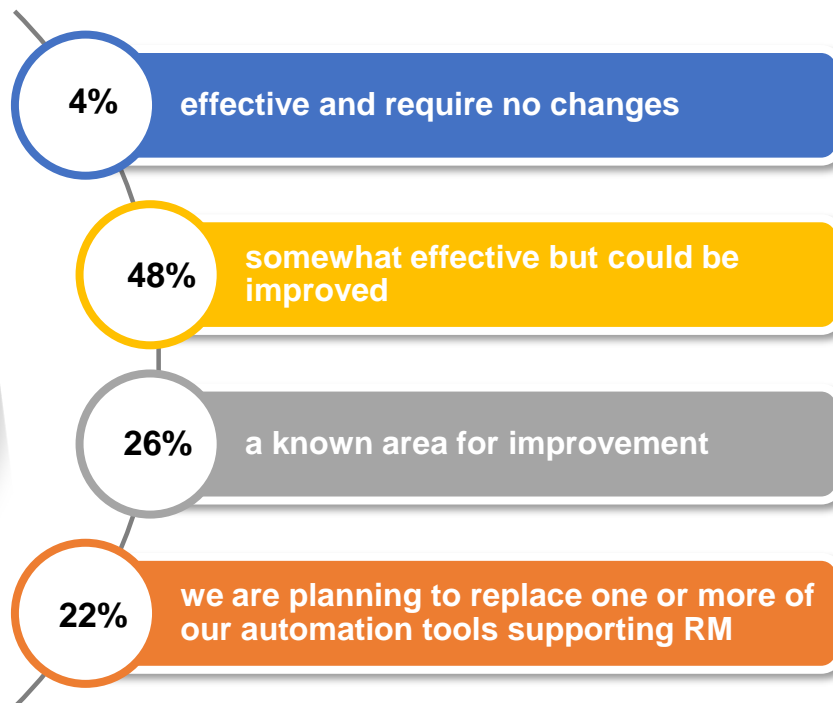 4%
effective and require no changes
48%
somewhat effective but could be
improved
26%
a known area for improvement
22%
we are planning to replace one or more of
our automation tools supporting RM